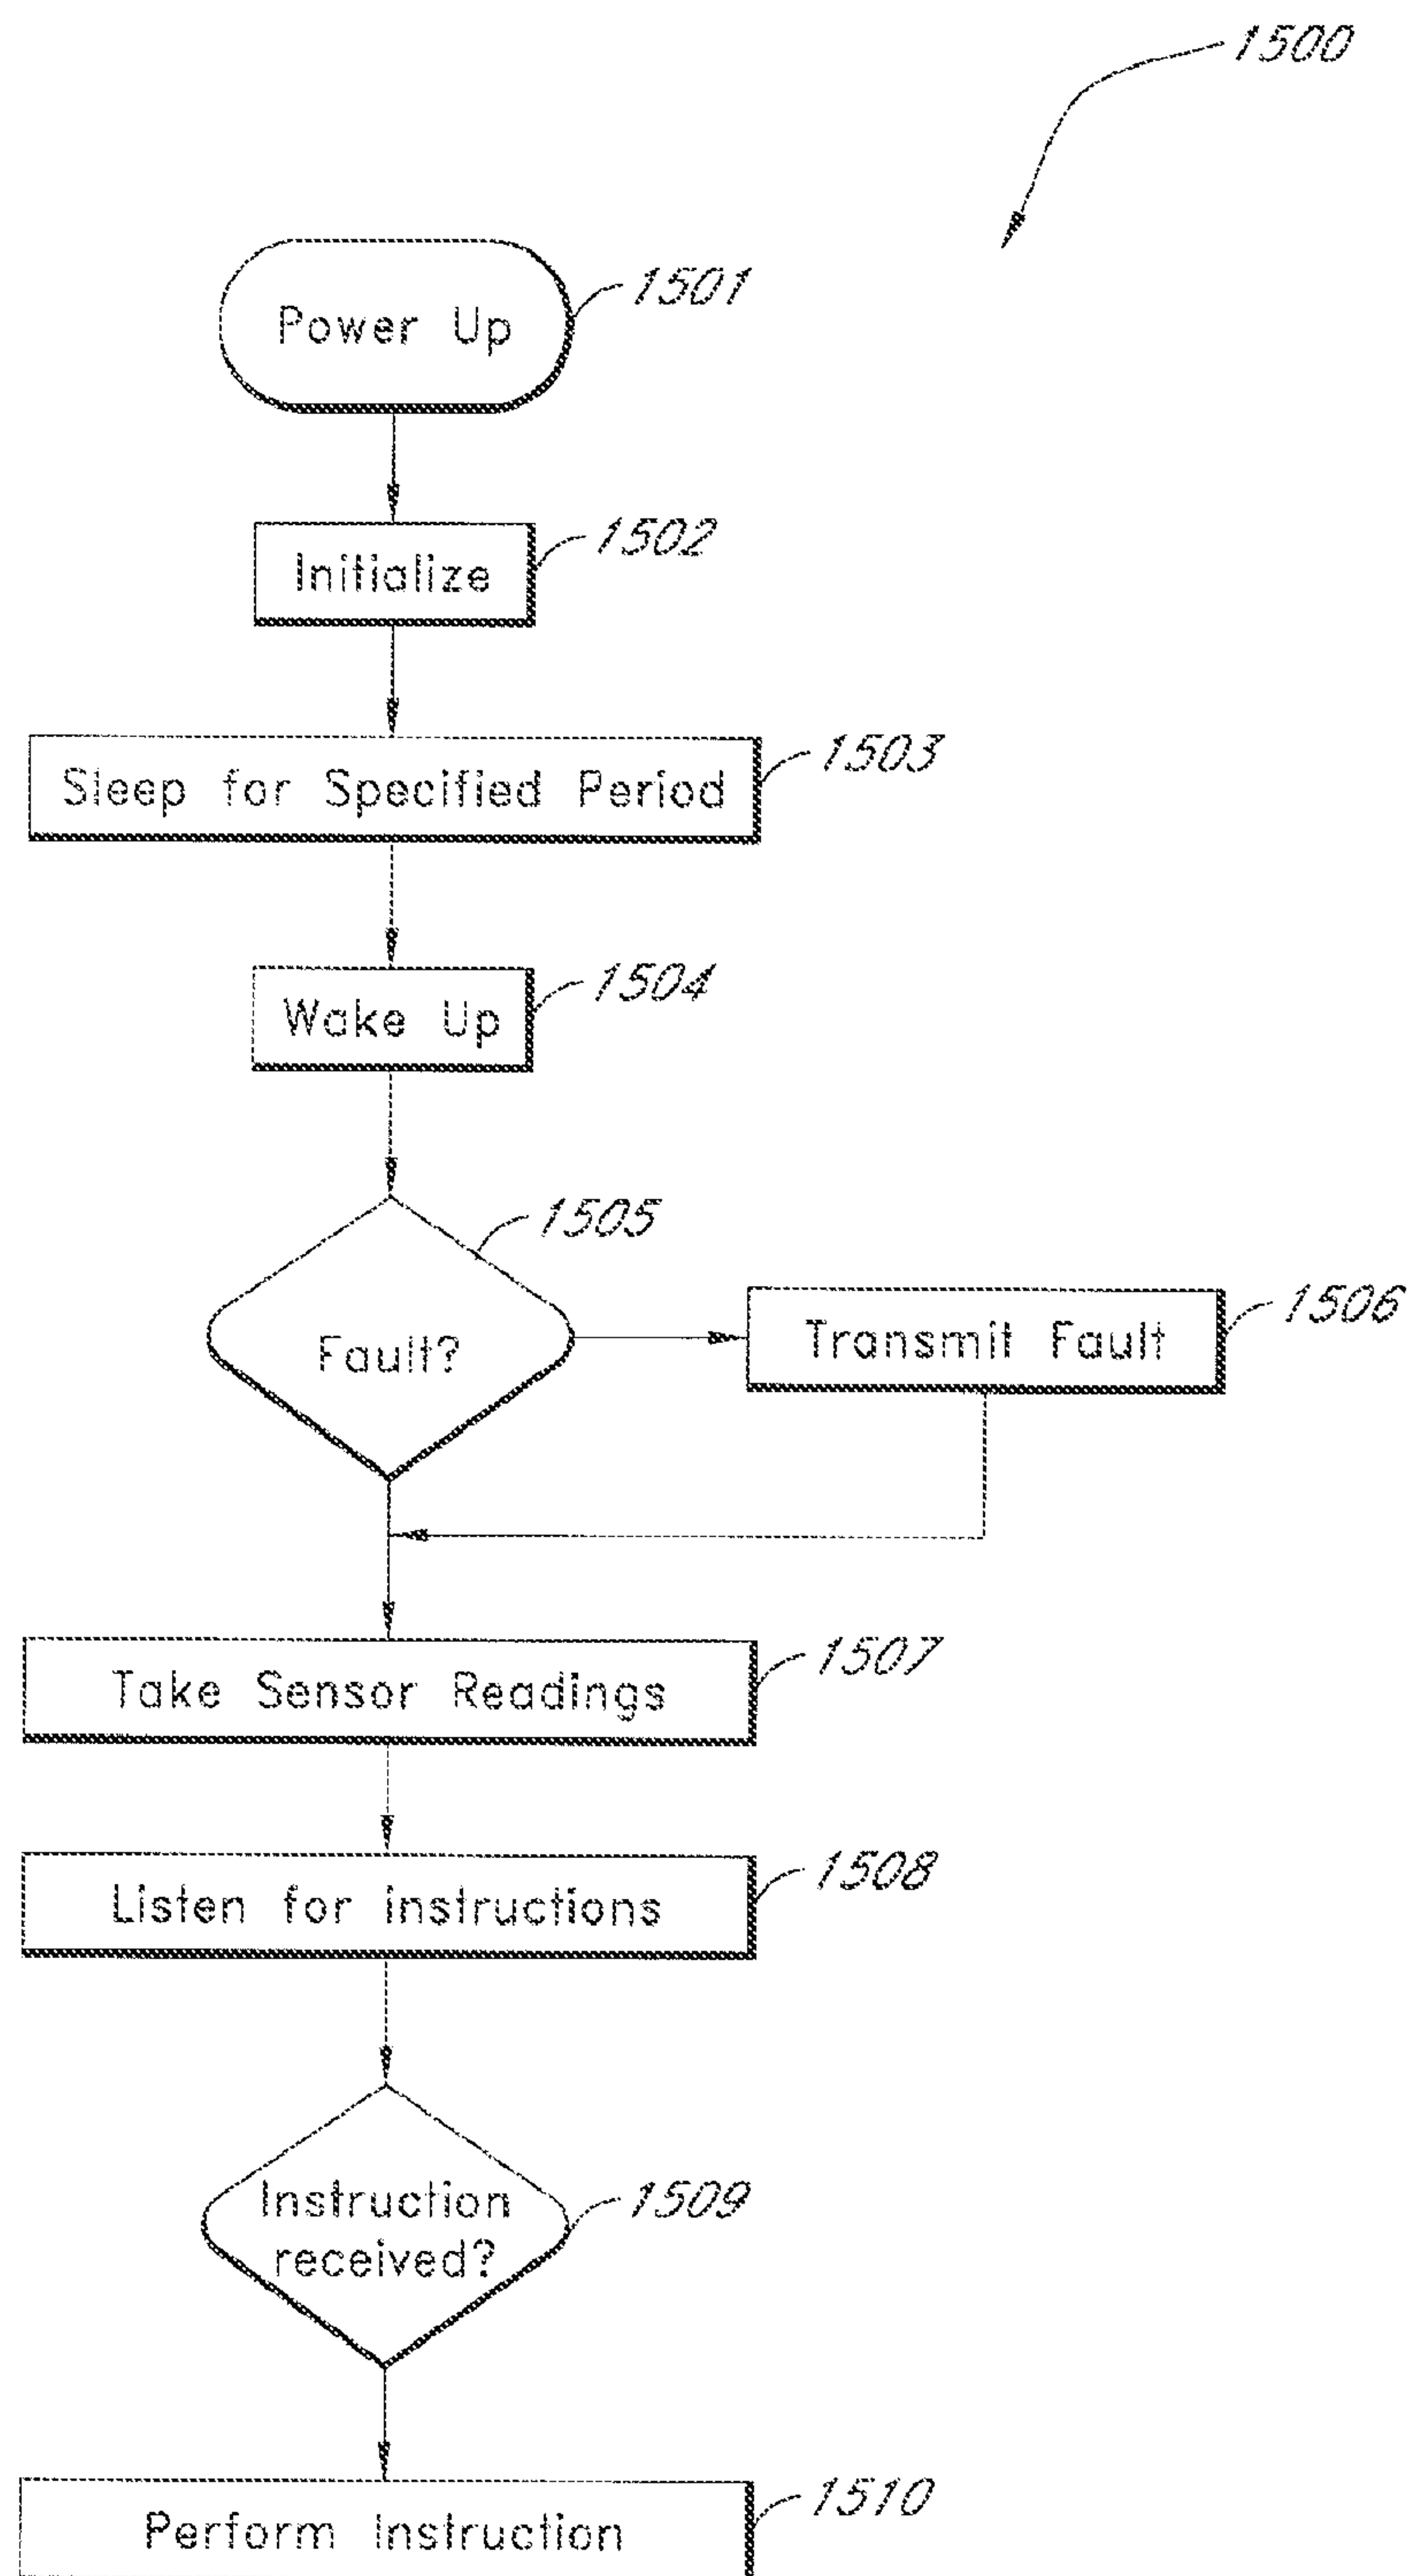 1500
Power Up
1501
Initialize
1502
Sleep for Specified Period
1503
Wake Up
1504
1505
Fault?
Transmit Fault
1506
Take Sensor Readings
1507
Listen for instructions
1508
Instruction
received?
1509
Perform Instruction
1510